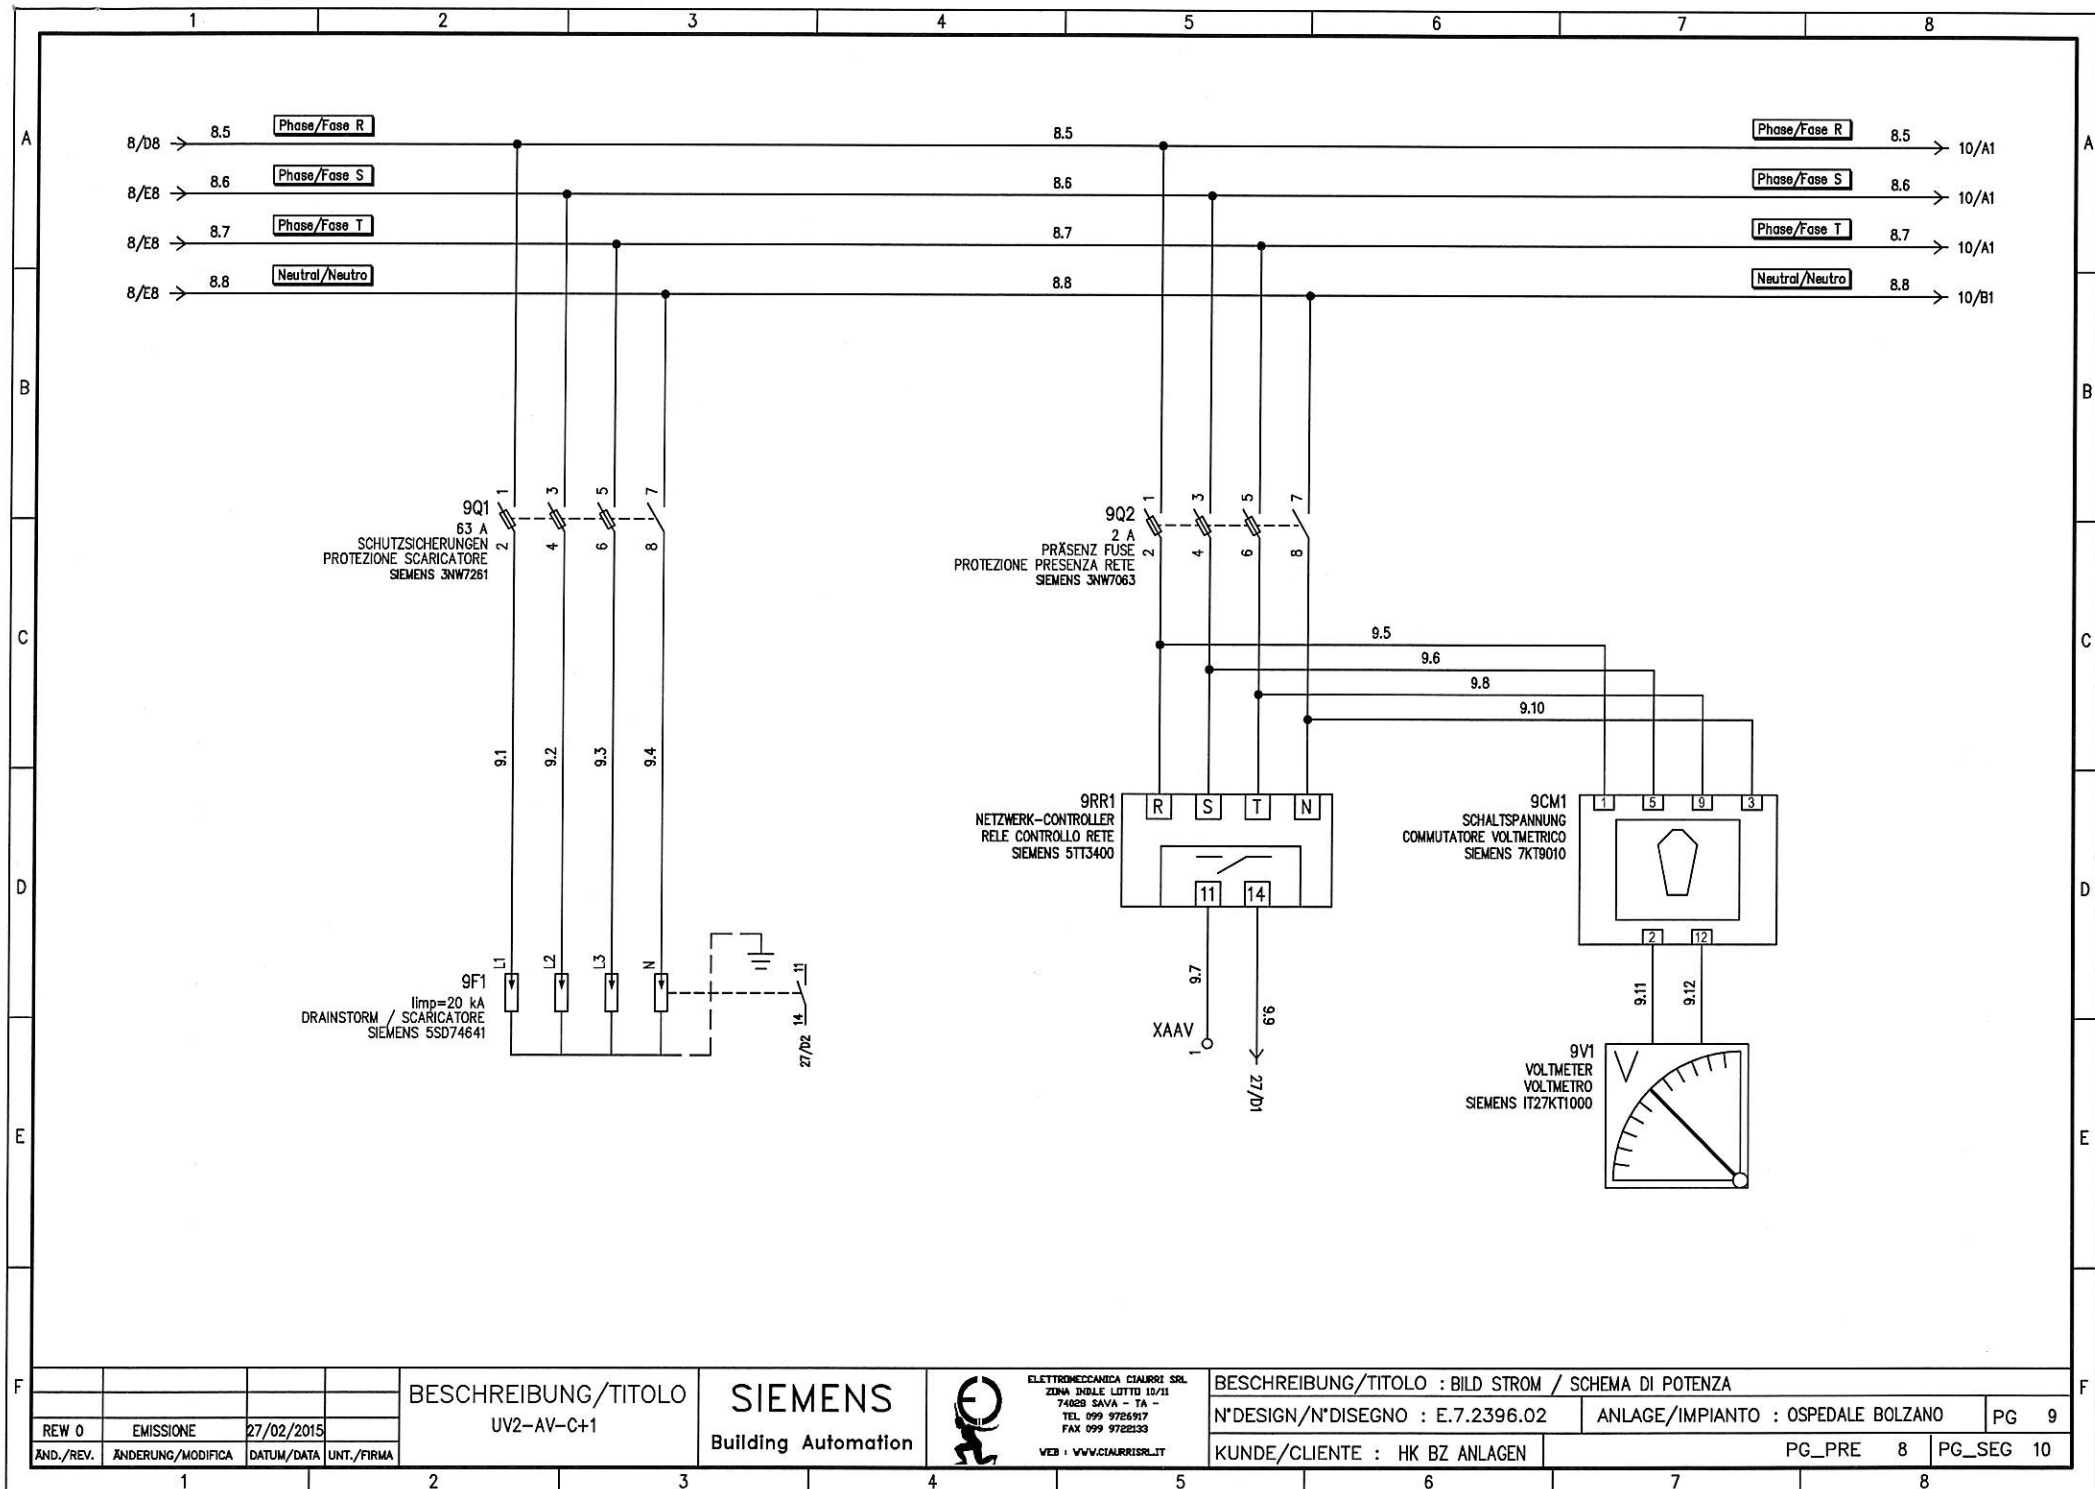 1 2 3 4 5 6 7 8
A A
8/D8 8.5 Phase/Fase R 8.5 Phase/Fase R 8.5 10/A1
8/E8 8.6 Phase/Fase S 8.6 Phase/Fase S 8.6 10/A1
8/E8 8.7 Phase/Fase T 8.7 Phase/Fase T 8.7 10/A1
8/E8 8.8 Neutral/Neutro 8.8 Neutral/Neutro 8.8 10/B1
B B
1 3 5 7
9Q1
63 A
SCHUTZSICHERUNGEN
PROTEZIONE SCARICATORE
SIEMENS 3NW7261
2 4 6 8
1 3 5 7
9Q2
2 A
PRÄSENZ FUSE
PROTEZIONE PRESENZA RETE
SIEMENS 3NW7063
2 4 6 8
C C
9.5
9.6
9.8
9.10
9.1 9.2 9.3 9.4
9RR1
NETZWERK-CONTROLLER
RELE CONTROLLO RETE
SIEMENS 5TT3400
R S T N
11 14
9CM1
SCHALTSPANNUNG
COMMUTATORE VOLTMETRICO
SIEMENS 7KT9010
1 5 9 3
2 12
D D
L1 L2 L3 N
9F1
Iimp=20 kA
DRAINSTORM / SCARICATORE
SIEMENS 5SD74641
11
14
27/D2
9.7 9.9
XAAV
1
27/D1
9.11 9.12
9V1
VOLTMETER
VOLTMETRO
SIEMENS IT27KT1000
V
E E
F F
REW 0 EMISSIONE 27/02/2015
ÄND./REV. ÄNDERUNG/MODIFICA DATUM/DATA UNT./FIRMA
BESCHREIBUNG/TITOLO
UV2-AV-C+1
SIEMENS
Building Automation
ELETTROMECCANICA CIAURRI SRL
ZONA IND.LE LOTTO 10/11
74028 SAVA - TA -
TEL 099 9726917
FAX 099 9722133
WEB : WWW.CIAURRISRL.IT
BESCHREIBUNG/TITOLO : BILD STROM / SCHEMA DI POTENZA
N°DESIGN/N°DISEGNO : E.7.2396.02 ANLAGE/IMPIANTO : OSPEDALE BOLZANO PG 9
KUNDE/CLIENTE : HK BZ ANLAGEN PG_PRE 8 PG_SEG 10
1 2 3 4 5 6 7 8